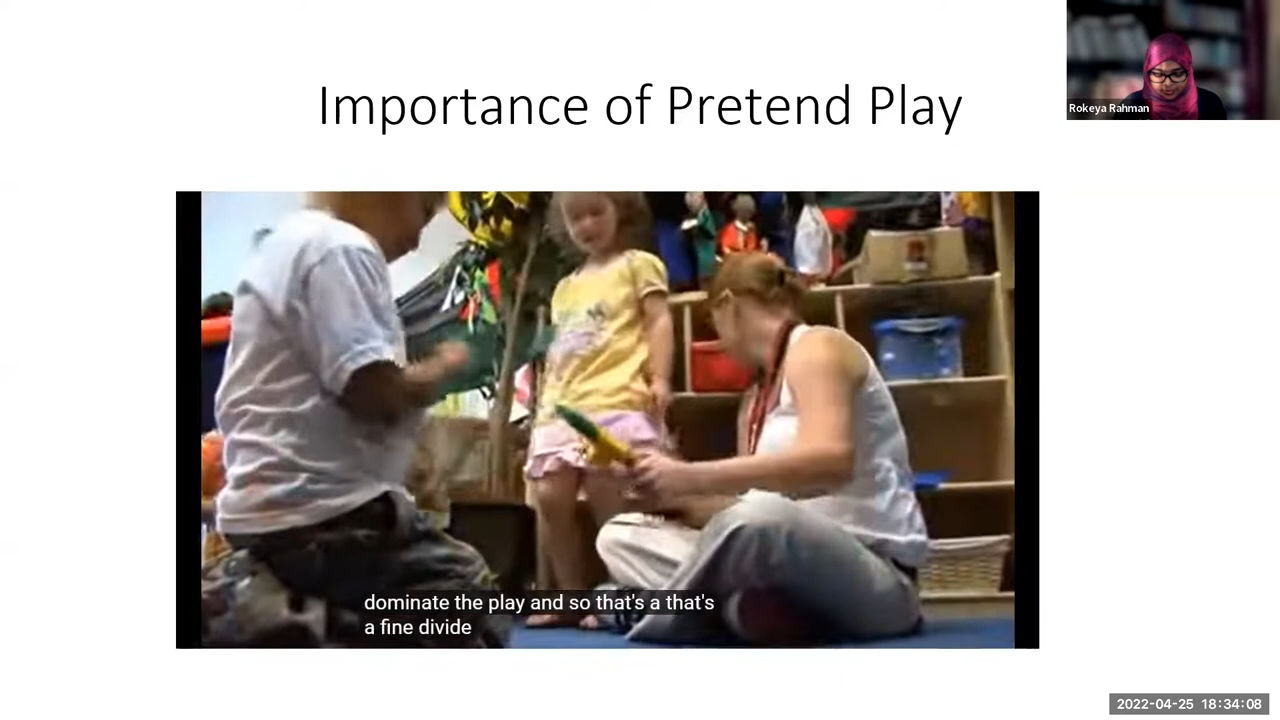 Importance of Pretend Play
Rokeya Rahman
dominate the play and so that's a that's
a fine divide
2022-04-25 18:34:08